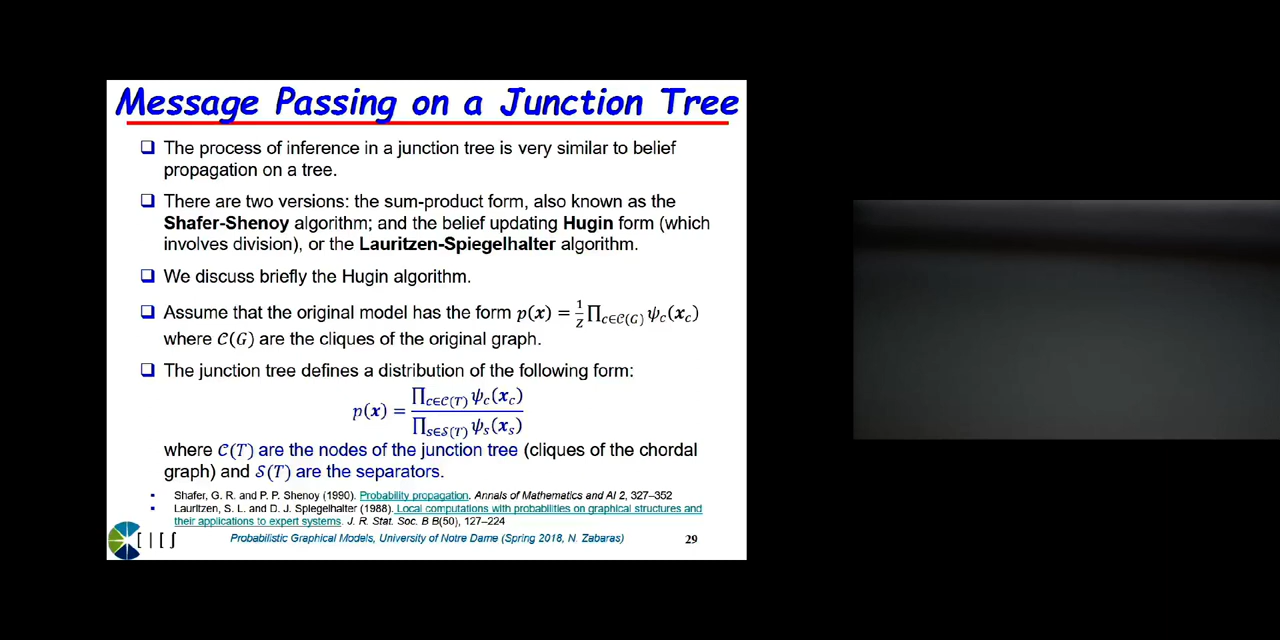 Message Passing on a Junction Tree
❑ The process of inference in a junction tree is very similar to belief
propagation on a tree.
❑ There are two versions: the sum-product form, also known as the
Shafer-Shenoy algorithm; and the belief updating Hugin form (which
involves division), or the Lauritzen-Spiegelhalter algorithm.
❑ We discuss briefly the Hugin algorithm.
❑ Assume that the original model has the form p(x) = 1/Z ∏_{c∈𝒞(G)} ψ_c(x_c)
where 𝒞(G) are the cliques of the original graph.
❑ The junction tree defines a distribution of the following form:
p(x) = ∏_{c∈𝒞(T)} ψ_c(x_c) / ∏_{s∈𝒮(T)} ψ_s(x_s)
where 𝒞(T) are the nodes of the junction tree (cliques of the chordal
graph) and 𝒮(T) are the separators.
▪ Shafer, G. R. and P. P. Shenoy (1990). Probability propagation. Annals of Mathematics and AI 2, 327–352
▪ Lauritzen, S. L. and D. J. Spiegelhalter (1988). Local computations with probabilities on graphical structures and
their applications to expert systems. J. R. Stat. Soc. B B(50), 127–224
Probabilistic Graphical Models, University of Notre Dame (Spring 2018, N. Zabaras)
29